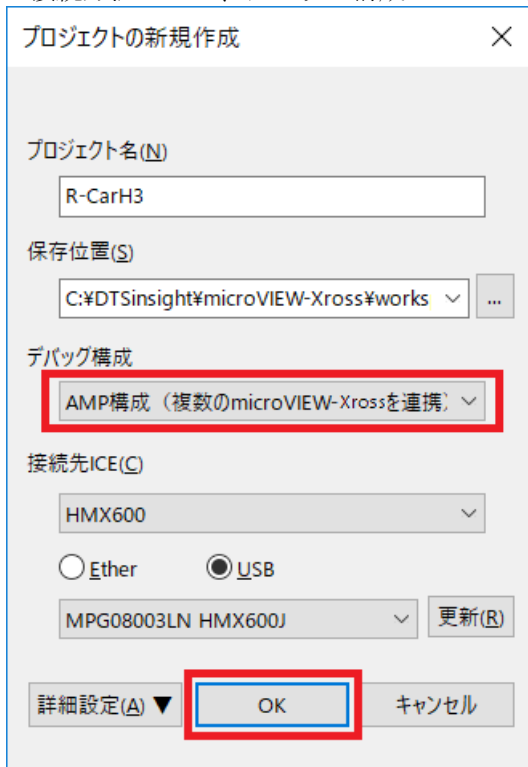 プロジェクトの新規作成
プロジェクト名(N)
R-CarH3
保存位置(S)
C:¥DTSinsight¥microVIEW-Xross¥works
...
デバッグ構成
AMP構成（複数のmicroVIEW-Xrossを連携）
接続先ICE(C)
HMX600
Ether USB
MPG08003LN HMX600J 更新(R)
詳細設定(A) ▼ OK キャンセル